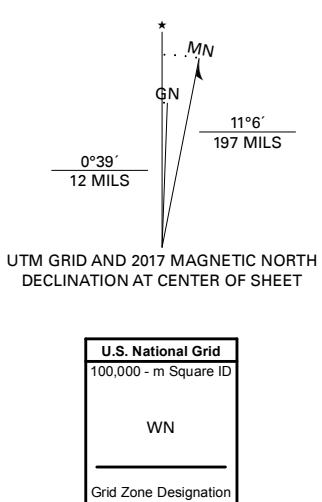 ★
MN
GN
11°6´
197 MILS
0°39´
12 MILS
UTM GRID AND 2017 MAGNETIC NORTH
DECLINATION AT CENTER OF SHEET
U.S. National Grid
100,000 - m Square ID
WN
Grid Zone Designation